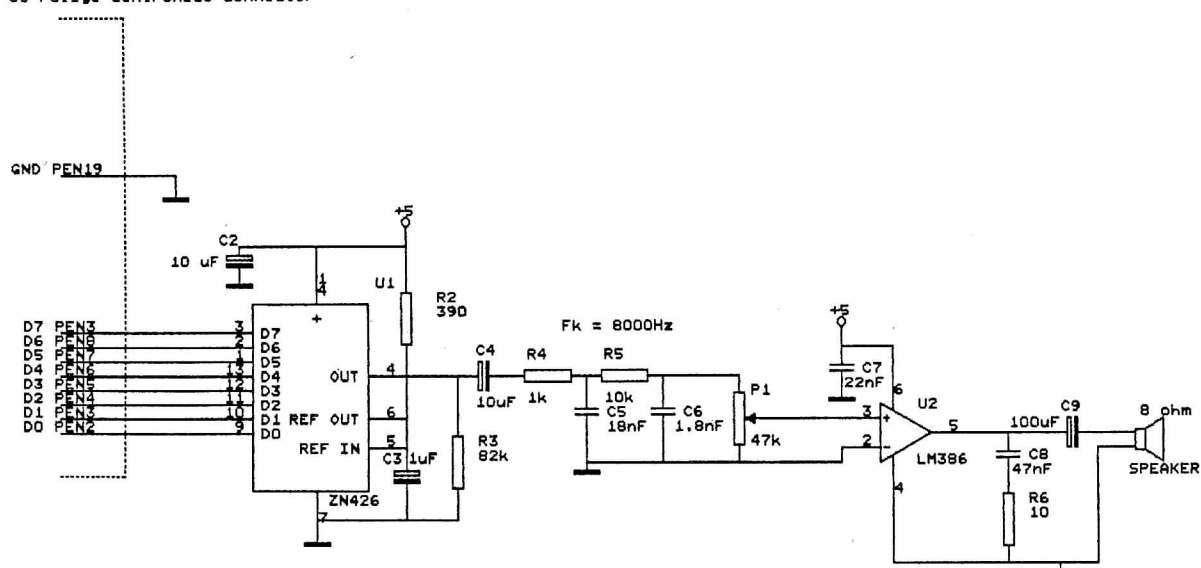 GND PEN19
+5
C2
10 uF
U1
1
4
+
R2
390
D7 PEN3 3 D7
D6 PEN8 2 D6
D5 PEN7 1 D5
D4 PEN6 13 D4
D3 PEN5 12 D3
D2 PEN4 11 D2
D1 PEN3 10 D1
D0 PEN2 9 D0
OUT 4
REF OUT 6
REF IN 5
C3 1uF
R3
82k
ZN426
7
C4
10uF
Fk = 8000Hz
R4
1k
R5
10k
C5
18nF
C6
1.8nF
P1
47k
+5
C7
22nF
6
U2
3 +
2 -
5
LM386
4
100uF C9
C8
47nF
R6
10
8 ohm
SPEAKER